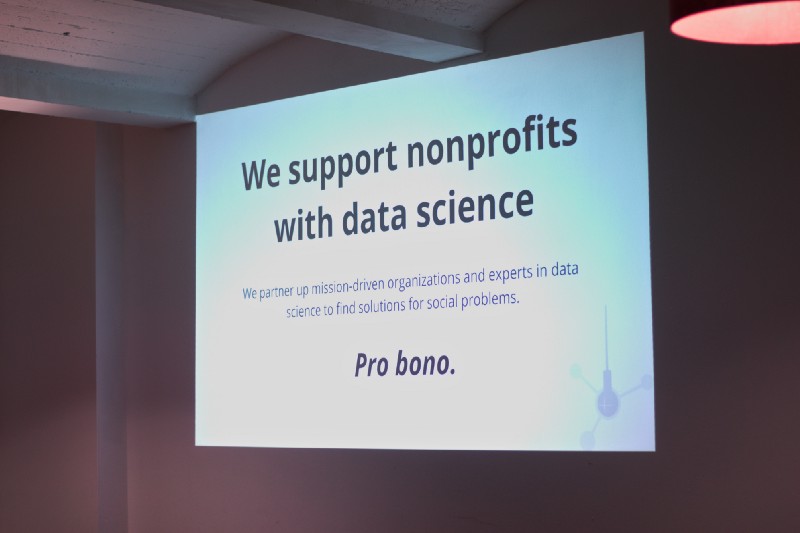 We support nonprofits
with data science
We partner up mission-driven organizations and experts in data
science to find solutions for social problems.
Pro bono.